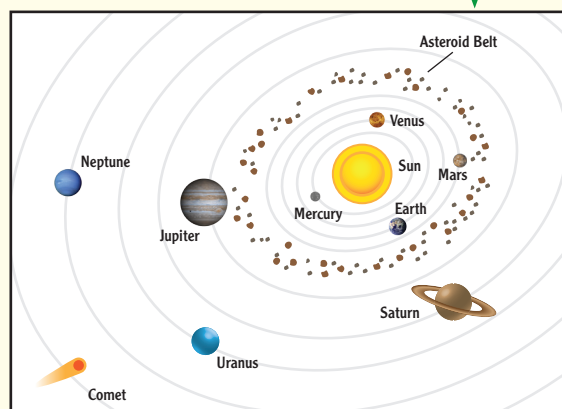 Asteroid Belt
Venus
Neptune
Sun
Mars
Mercury
Earth
Jupiter
Saturn
Uranus
Comet